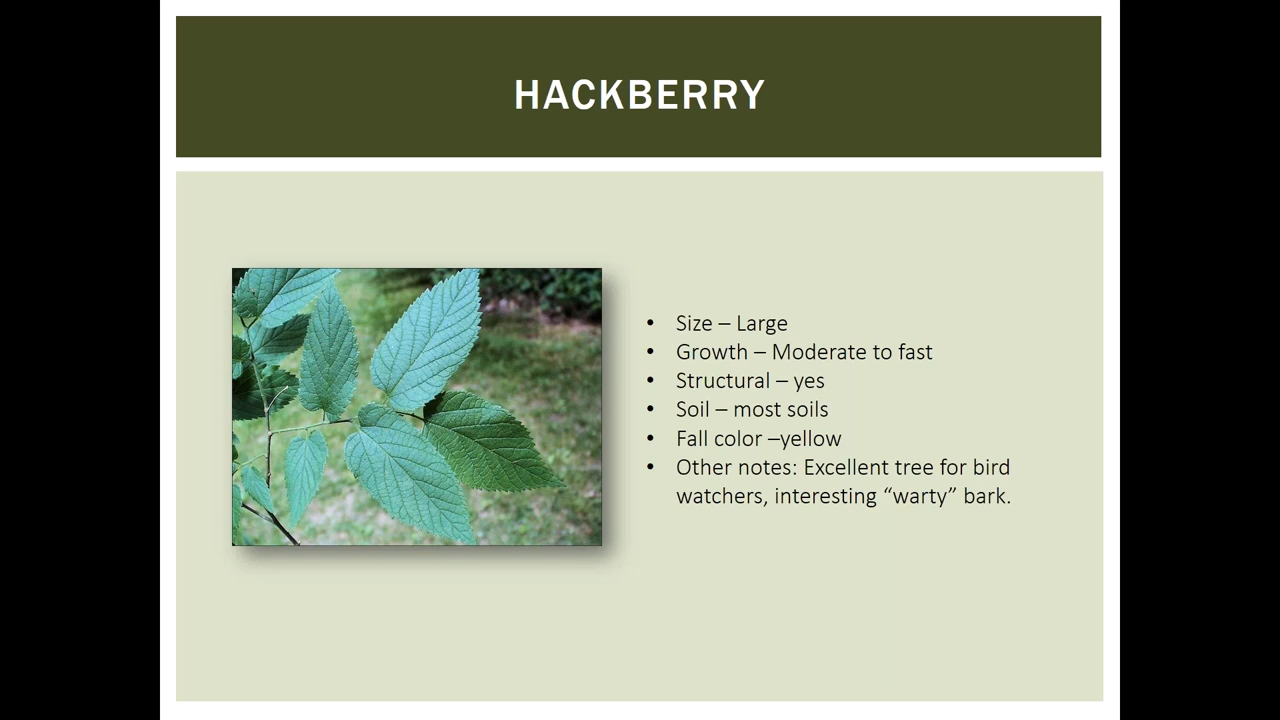 HACKBERRY
• Size – Large
• Growth – Moderate to fast
• Structural – yes
• Soil – most soils
• Fall color –yellow
• Other notes: Excellent tree for bird
watchers, interesting “warty” bark.